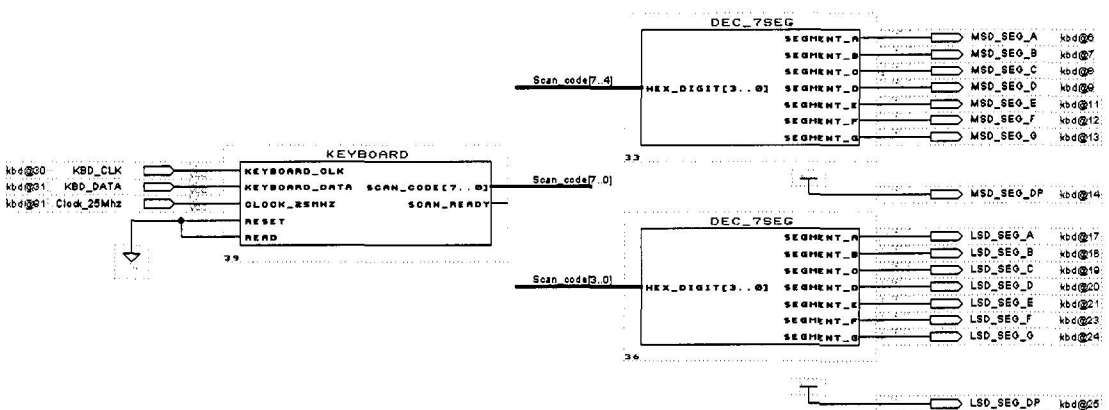 DEC_7SEG
SEGMENT_A MSD_SEG_A kbd@6
SEGMENT_B MSD_SEG_B kbd@7
SEGMENT_C MSD_SEG_C kbd@8
Scan_code[7..4] HEX_DIGIT[3..0] SEGMENT_D MSD_SEG_D kbd@9
SEGMENT_E MSD_SEG_E kbd@11
SEGMENT_F MSD_SEG_F kbd@12
SEGMENT_G MSD_SEG_G kbd@13
33
KEYBOARD
kbd@30 KBD_CLK KEYBOARD_CLK
kbd@31 KBD_DATA KEYBOARD_DATA SCAN_CODE[7..0] Scan_code[7..0]
kbd@91 Clock_25Mhz CLOCK_25MHZ SCAN_READY
RESET
READ
39
MSD_SEG_DP kbd@14
DEC_7SEG
SEGMENT_A LSD_SEG_A kbd@17
SEGMENT_B LSD_SEG_B kbd@18
SEGMENT_C LSD_SEG_C kbd@19
Scan_code[3..0] HEX_DIGIT[3..0] SEGMENT_D LSD_SEG_D kbd@20
SEGMENT_E LSD_SEG_E kbd@21
SEGMENT_F LSD_SEG_F kbd@23
SEGMENT_G LSD_SEG_G kbd@24
36
LSD_SEG_DP kbd@25